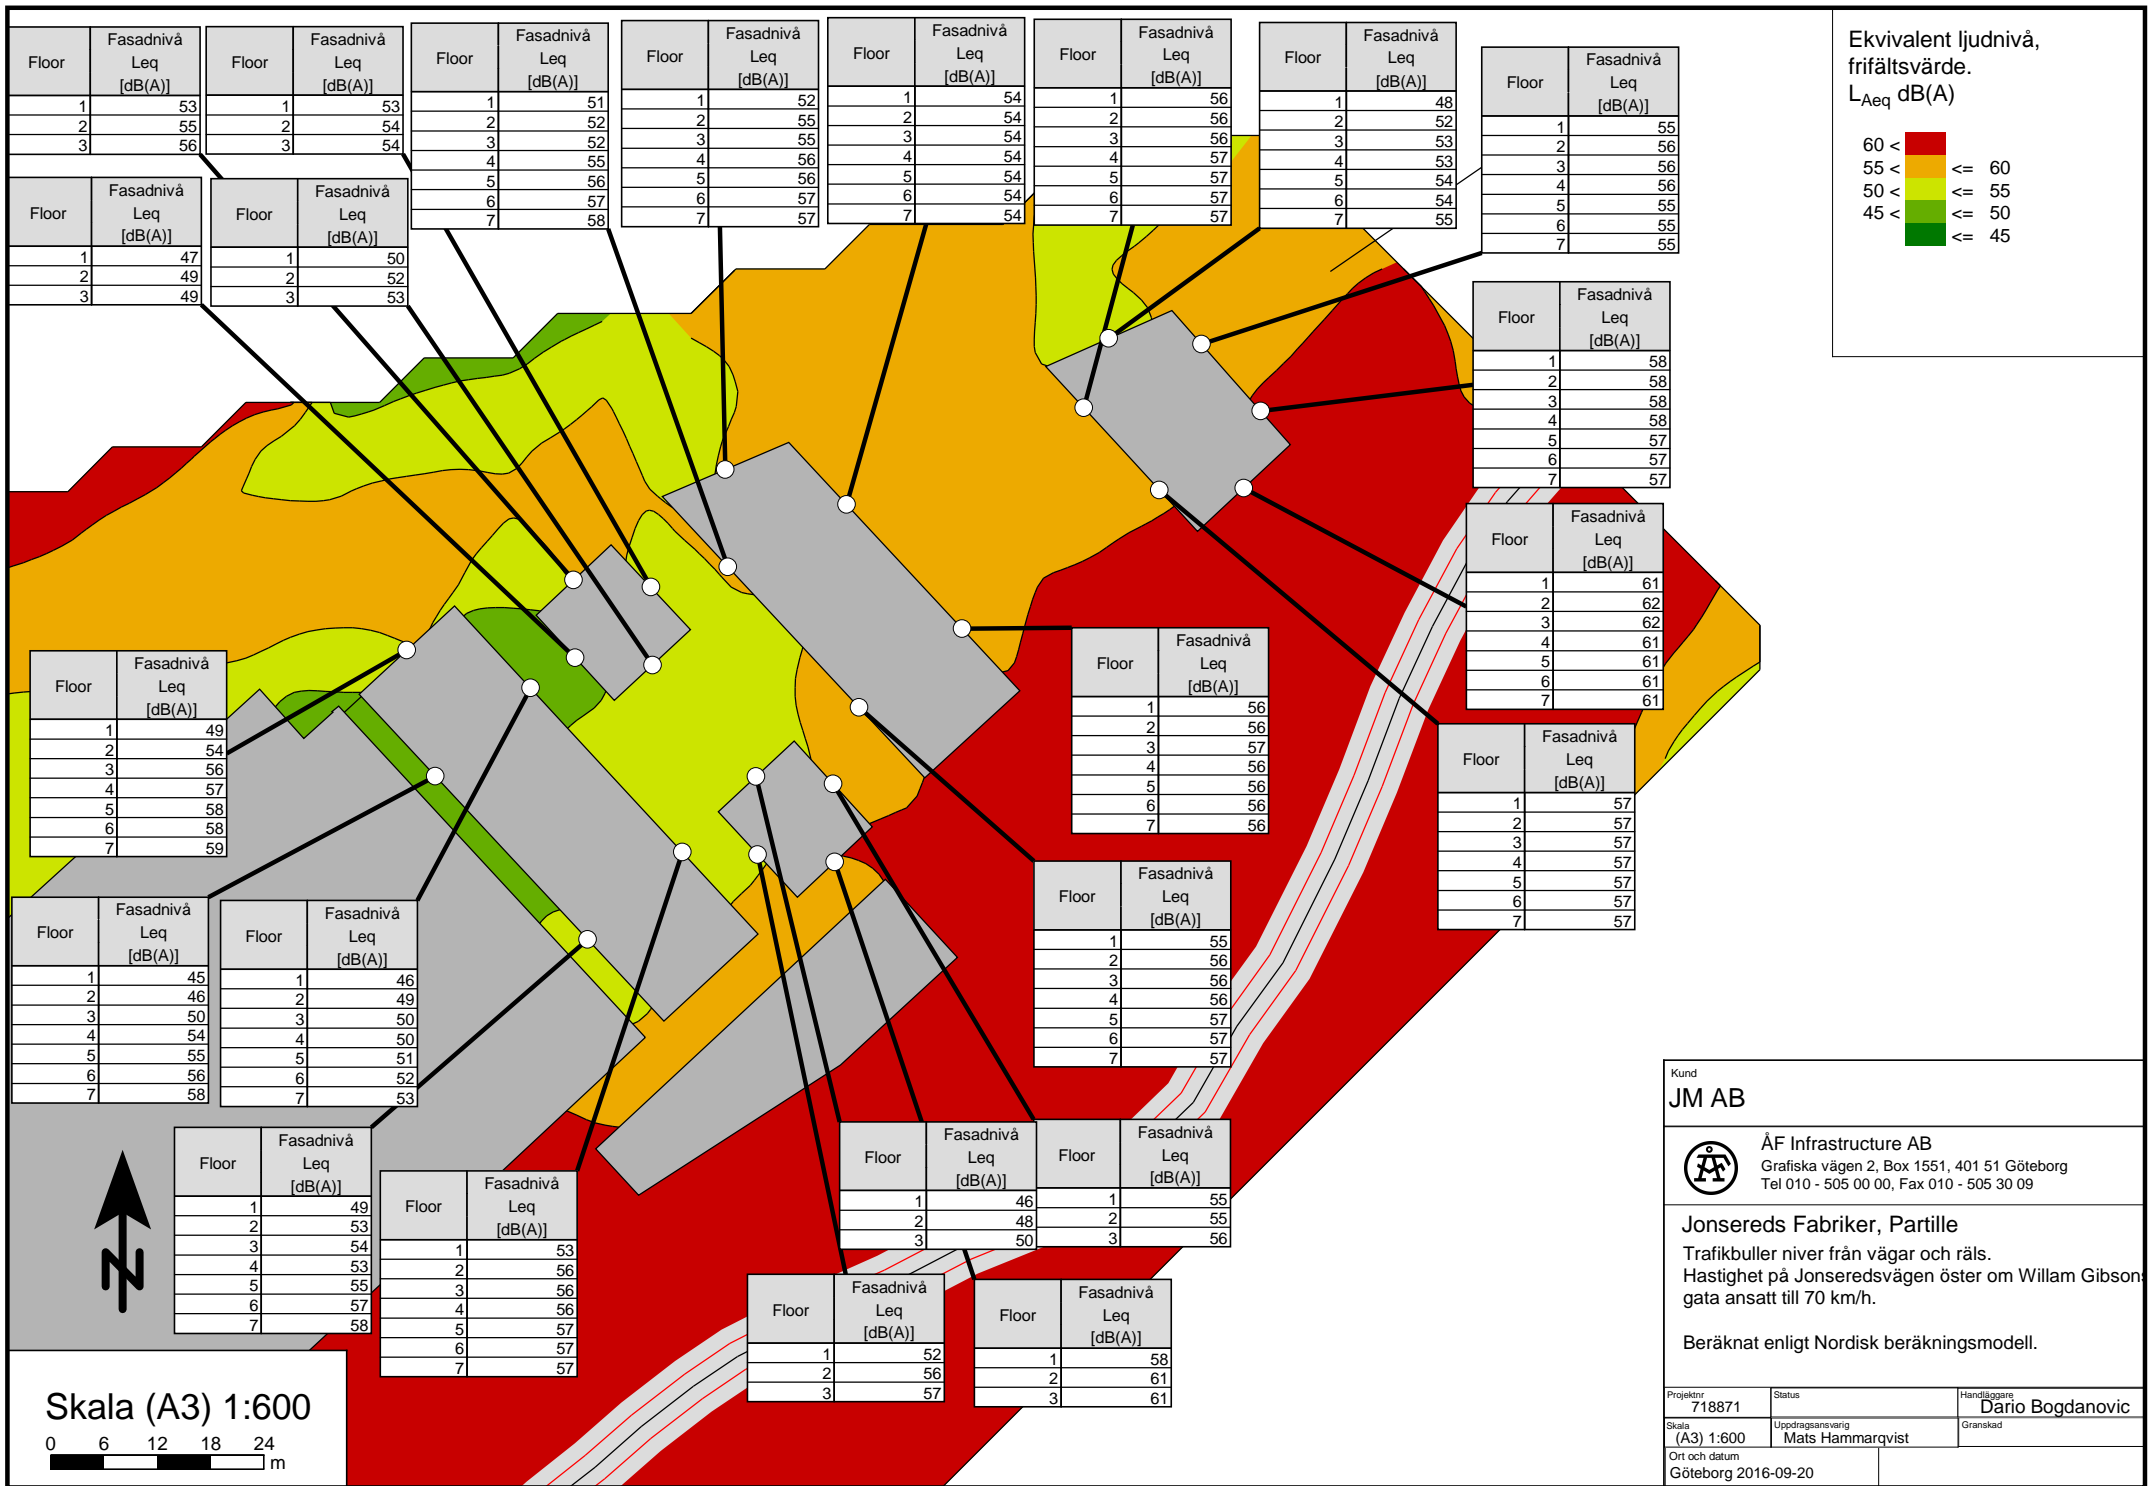 Floor Fasadnivå Leq [dB(A)]
1 53
2 55
3 56
Floor Fasadnivå Leq [dB(A)]
1 53
2 54
3 54
Floor Fasadnivå Leq [dB(A)]
1 51
2 52
3 52
4 55
5 56
6 57
7 58
Floor Fasadnivå Leq [dB(A)]
1 52
2 55
3 55
4 56
5 56
6 57
7 57
Floor Fasadnivå Leq [dB(A)]
1 54
2 54
3 54
4 54
5 54
6 54
7 54
Floor Fasadnivå Leq [dB(A)]
1 56
2 56
3 56
4 57
5 57
6 57
7 57
Floor Fasadnivå Leq [dB(A)]
1 48
2 52
3 53
4 53
5 54
6 54
7 55
Floor Fasadnivå Leq [dB(A)]
1 55
2 56
3 56
4 56
5 55
6 55
7 55
Ekvivalent ljudnivå,
frifältsvärde.
LAeq dB(A)
60 <
55 < <= 60
50 < <= 55
45 < <= 50
<= 45
Floor Fasadnivå Leq [dB(A)]
1 47
2 49
3 49
Floor Fasadnivå Leq [dB(A)]
1 50
2 52
3 53
Floor Fasadnivå Leq [dB(A)]
1 58
2 58
3 58
4 58
5 57
6 57
7 57
Floor Fasadnivå Leq [dB(A)]
1 61
2 62
3 62
4 61
5 61
6 61
7 61
Floor Fasadnivå Leq [dB(A)]
1 56
2 56
3 57
4 56
5 56
6 56
7 56
Floor Fasadnivå Leq [dB(A)]
1 49
2 54
3 56
4 57
5 58
6 58
7 59
Floor Fasadnivå Leq [dB(A)]
1 57
2 57
3 57
4 57
5 57
6 57
7 57
Floor Fasadnivå Leq [dB(A)]
1 55
2 56
3 56
4 56
5 57
6 57
7 57
Floor Fasadnivå Leq [dB(A)]
1 45
2 46
3 50
4 54
5 55
6 56
7 58
Floor Fasadnivå Leq [dB(A)]
1 46
2 49
3 50
4 50
5 51
6 52
7 53
Floor Fasadnivå Leq [dB(A)]
1 49
2 53
3 54
4 53
5 55
6 57
7 58
Floor Fasadnivå Leq [dB(A)]
1 53
2 56
3 56
4 56
5 57
6 57
7 57
Floor Fasadnivå Leq [dB(A)]
1 46
2 48
3 50
Floor Fasadnivå Leq [dB(A)]
1 55
2 55
3 56
Floor Fasadnivå Leq [dB(A)]
1 52
2 56
3 57
Floor Fasadnivå Leq [dB(A)]
1 58
2 61
3 61
N
Skala (A3) 1:600
0 6 12 18 24
m
Kund
JM AB
ÅF
ÅF Infrastructure AB
Grafiska vägen 2, Box 1551, 401 51 Göteborg
Tel 010 - 505 00 00, Fax 010 - 505 30 09
Jonsereds Fabriker, Partille
Trafikbuller niver från vägar och räls.
Hastighet på Jonseredsvägen öster om Willam Gibsons
gata ansatt till 70 km/h.
Beräknat enligt Nordisk beräkningsmodell.
Projektnr Status Handläggare
718871 Dario Bogdanovic
Skala Uppdragsansvarig Granskad
(A3) 1:600 Mats Hammarqvist
Ort och datum
Göteborg 2016-09-20